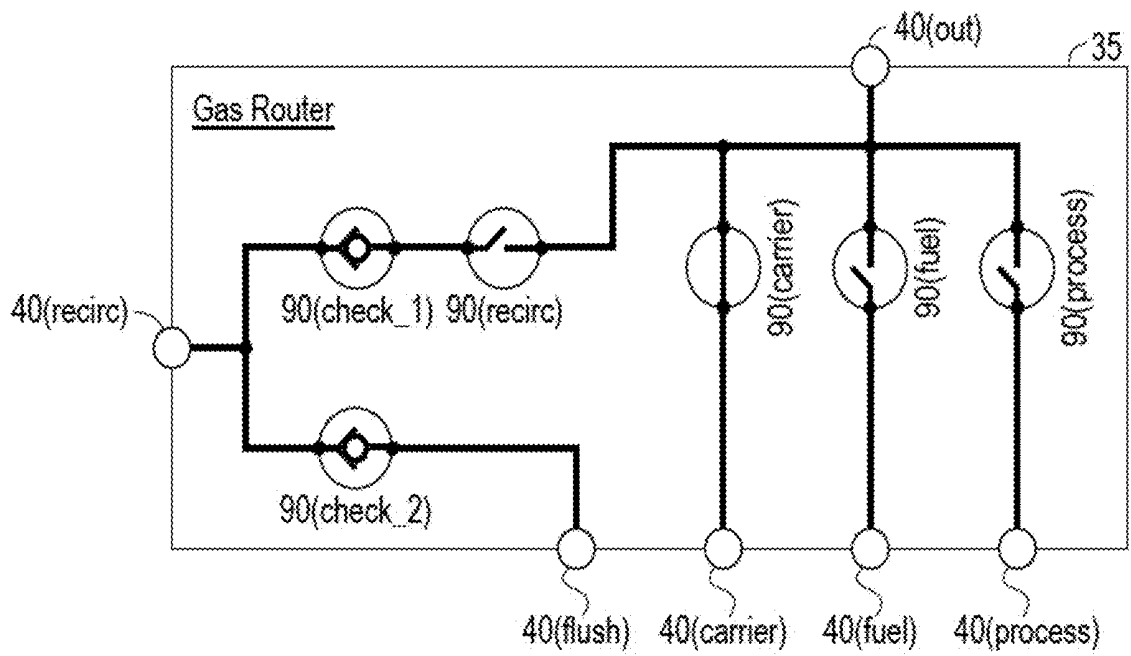 40(out)
35
Gas Router
90(carrier)
90(fuel)
90(process)
40(recirc)
90(check_1) 90(recirc)
90(check_2)
40(flush) 40(carrier) 40(fuel) 40(process)